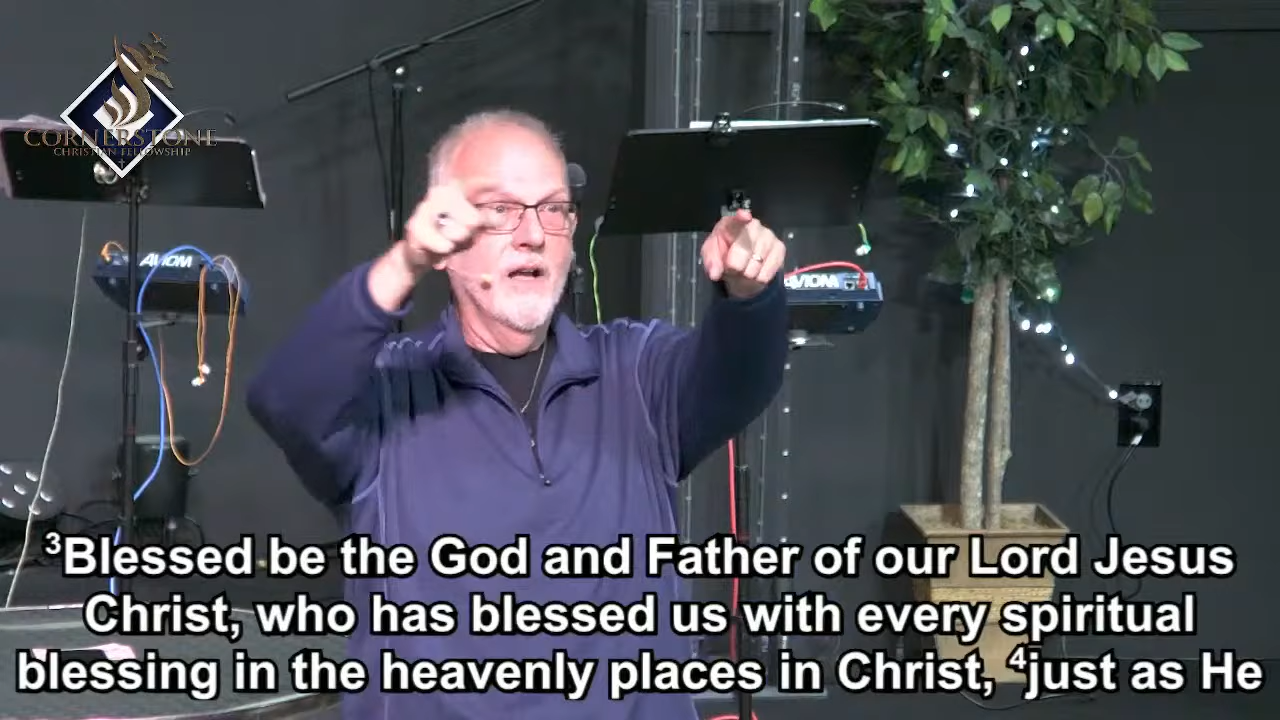 CORNERSTONE
CHRISTIAN FELLOWSHIP
AVIOM
AVIOM
³Blessed be the God and Father of our Lord Jesus
Christ, who has blessed us with every spiritual
blessing in the heavenly places in Christ, ⁴just as He